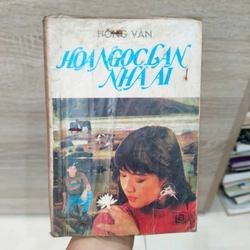 HỒNG VÂN
HOA NGỌC LAN
NHÀ AI